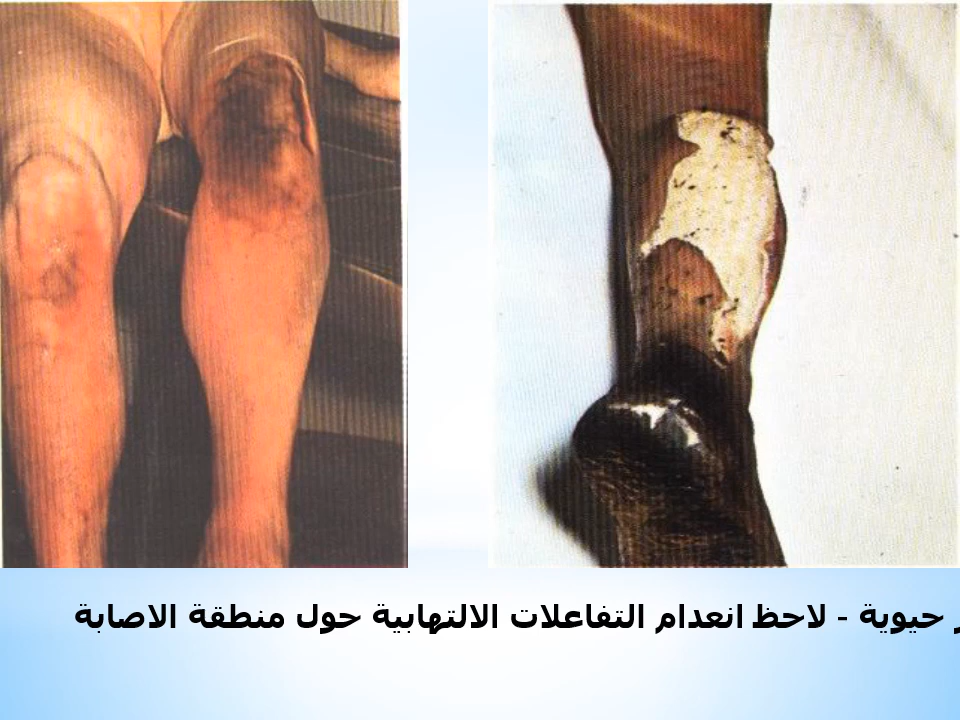 حيوية - لاحظ انعدام التفاعلات الالتهابية حول منطقة الاصابة